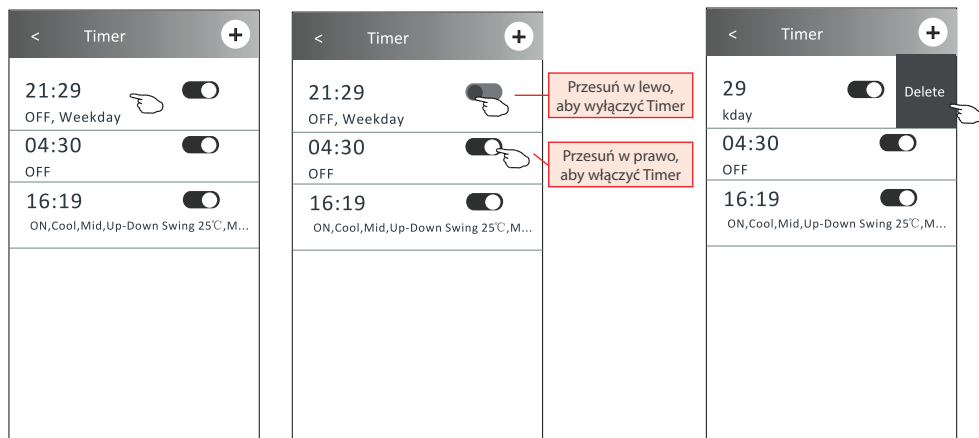 < Timer +
21:29
OFF, Weekday
04:30
OFF
16:19
ON,Cool,Mid,Up-Down Swing 25℃,M...
< Timer +
21:29
OFF, Weekday
04:30
OFF
16:19
ON,Cool,Mid,Up-Down Swing 25℃,M...
Przesuń w lewo,
aby wyłączyć Timer
Przesuń w prawo,
aby włączyć Timer
< Timer +
29
Delete
kday
04:30
OFF
16:19
ON,Cool,Mid,Up-Down Swing 25℃,M...